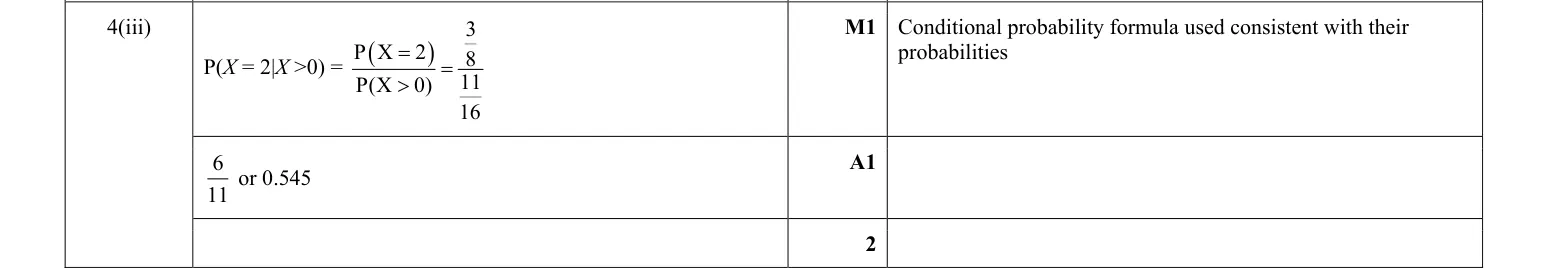 4(iii)
P(X = 2|X >0) = P(X = 2) / P(X > 0) = 3/8 / 11/16
M1
Conditional probability formula used consistent with their
probabilities
6/11 or 0.545
A1
2